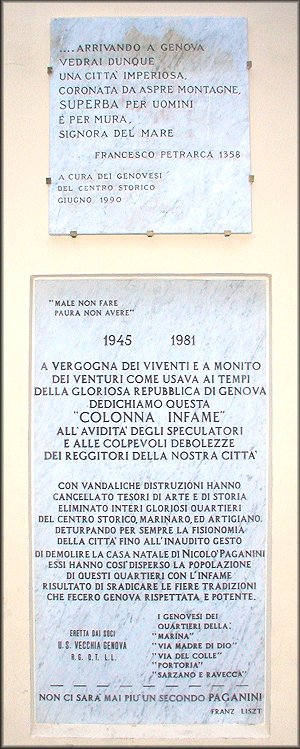 ....ARRIVANDO A GENOVA
VEDRAI DUNQUE
UNA CITTA' IMPERIOSA,
CORONATA DA ASPRE MONTAGNE,
SUPERBA PER UOMINI
E PER MURA,
SIGNORA DEL MARE
FRANCESCO PETRARCA 1358
A CURA DEI GENOVESI
DEL CENTRO STORICO
GIUGNO 1990
"MALE NON FARE
PAURA NON AVERE"
1945 1981
A VERGOGNA DEI VIVENTI E A MONITO
DEI VENTURI COME USAVA AI TEMPI
DELLA GLORIOSA REPUBBLICA DI GENOVA
DEDICHIAMO QUESTA
"COLONNA INFAME"
ALL'AVIDITA' DEGLI SPECULATORI
E ALLE COLPEVOLI DEBOLEZZE
DEI REGGITORI DELLA NOSTRA CITTA'
CON VANDALICHE DISTRUZIONI HANNO
CANCELLATO TESORI DI ARTE E DI STORIA
ELIMINATO INTERI GLORIOSI QUARTIERI
DEL CENTRO STORICO, MARINARO, ED ARTIGIANO.
DETURPANDO PER SEMPRE LA FISIONOMIA
DELLA CITTA' FINO ALL'INAUDITO GESTO
DI DEMOLIRE LA CASA NATALE DI NICOLO' PAGANINI
ESSI HANNO COSI' DISPERSO LA POPOLAZIONE
DI QUESTI QUARTIERI CON L'INFAME
RISULTATO DI SRADICARE LE FIERE TRADIZIONI
CHE FECERO GENOVA RISPETTATA E POTENTE.
ERETTA DAI SOCI
U.S. VECCHIA GENOVA
R.G. Q.T. L.L.
I GENOVESI DEI
QUARTIERI DELLA:
"MARINA"
"VIA MADRE DI DIO"
"VIA DEL COLLE"
"PORTORIA"
"SARZANO E RAVECCA"
NON CI SARA' MAI PIU' UN SECONDO PAGANINI
FRANZ LISZT